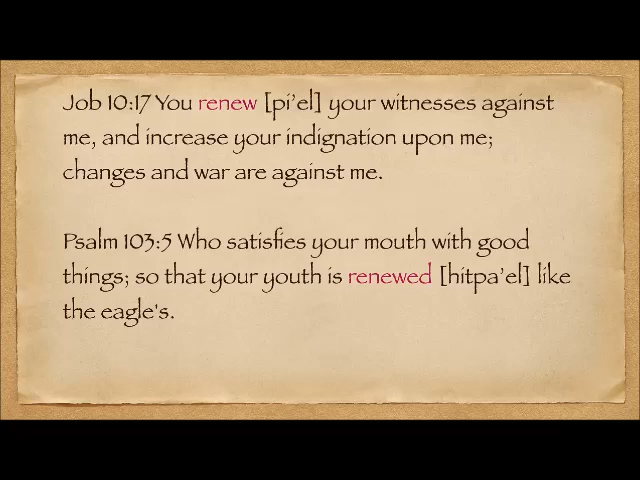 Job 10:17 You renew [pi’el] your witnesses against
me, and increase your indignation upon me;
changes and war are against me.
Psalm 103:5 Who satisfies your mouth with good
things; so that your youth is renewed [hitpa’el] like
the eagle's.